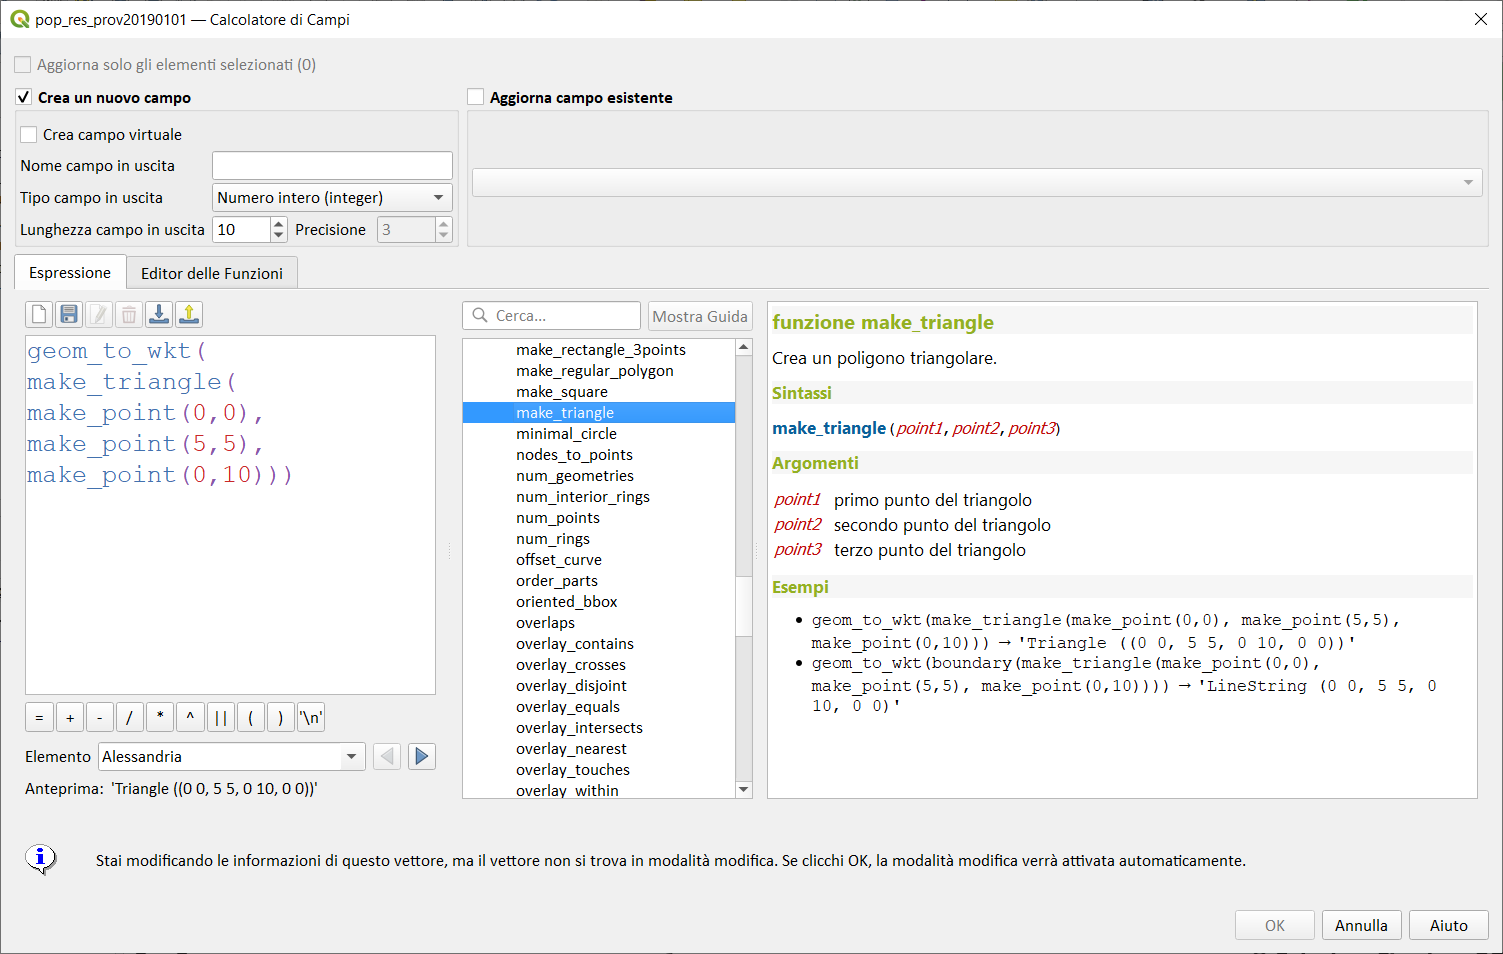 pop_res_prov20190101 — Calcolatore di Campi
Aggiorna solo gli elementi selezionati (0)
Crea un nuovo campo
Aggiorna campo esistente
Crea campo virtuale
Nome campo in uscita
Tipo campo in uscita Numero intero (integer)
Lunghezza campo in uscita 10 Precisione 3
Espressione Editor delle Funzioni
geom_to_wkt(
make_triangle(
make_point(0,0),
make_point(5,5),
make_point(0,10)))
= + - / * ^ || ( ) '\n'
Elemento Alessandria
Anteprima: 'Triangle ((0 0, 5 5, 0 10, 0 0))'
Cerca... Mostra Guida
make_rectangle_3points
make_regular_polygon
make_square
make_triangle
minimal_circle
nodes_to_points
num_geometries
num_interior_rings
num_points
num_rings
offset_curve
order_parts
oriented_bbox
overlaps
overlay_contains
overlay_crosses
overlay_disjoint
overlay_equals
overlay_intersects
overlay_nearest
overlay_touches
overlay_within
funzione make_triangle
Crea un poligono triangolare.
Sintassi
make_triangle(point1,point2,point3)
Argomenti
point1 primo punto del triangolo
point2 secondo punto del triangolo
point3 terzo punto del triangolo
Esempi
• geom_to_wkt(make_triangle(make_point(0,0), make_point(5,5),
make_point(0,10))) → 'Triangle ((0 0, 5 5, 0 10, 0 0))'
• geom_to_wkt(boundary(make_triangle(make_point(0,0),
make_point(5,5), make_point(0,10)))) → 'LineString (0 0, 5 5, 0
10, 0 0)'
Stai modificando le informazioni di questo vettore, ma il vettore non si trova in modalità modifica. Se clicchi OK, la modalità modifica verrà attivata automaticamente.
OK Annulla Aiuto